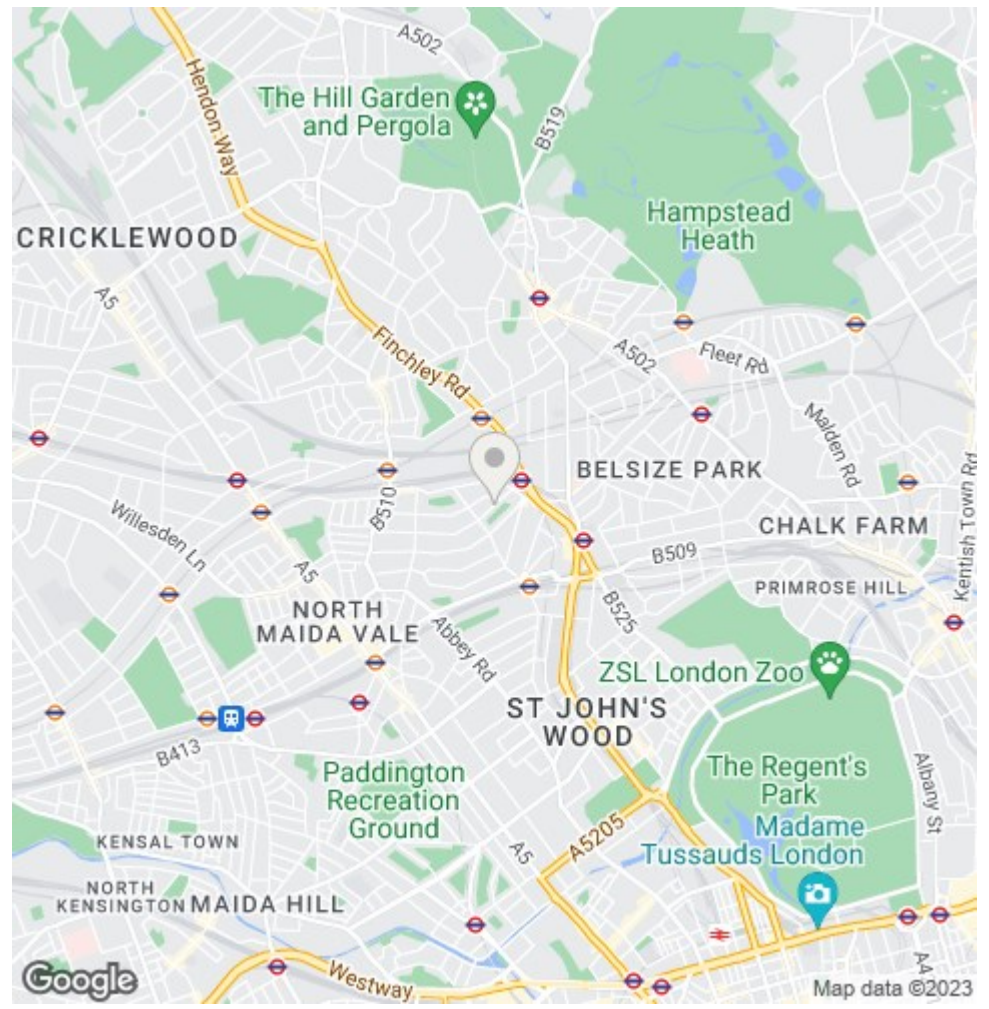 A502
Hendon Way
The Hill Garden
and Pergola
B519
Hampstead
Heath
CRICKLEWOOD
A5
Finchley Rd
A502
Fleet Rd
Malden Rd
BELSIZE PARK
B510
Willesden Ln
CHALK FARM
Kentish Town Rd
A5
B509
PRIMROSE HILL
NORTH
MAIDA VALE
B525
Abbey Rd
ZSL London Zoo
ST JOHN'S
WOOD
B413
Paddington
Recreation
Ground
The Regent's
Park
Albany St
Madame
Tussauds London
A5205
A5
KENSAL TOWN
NORTH
KENSINGTON
MAIDA HILL
Westway
A4
Google
Map data ©2023